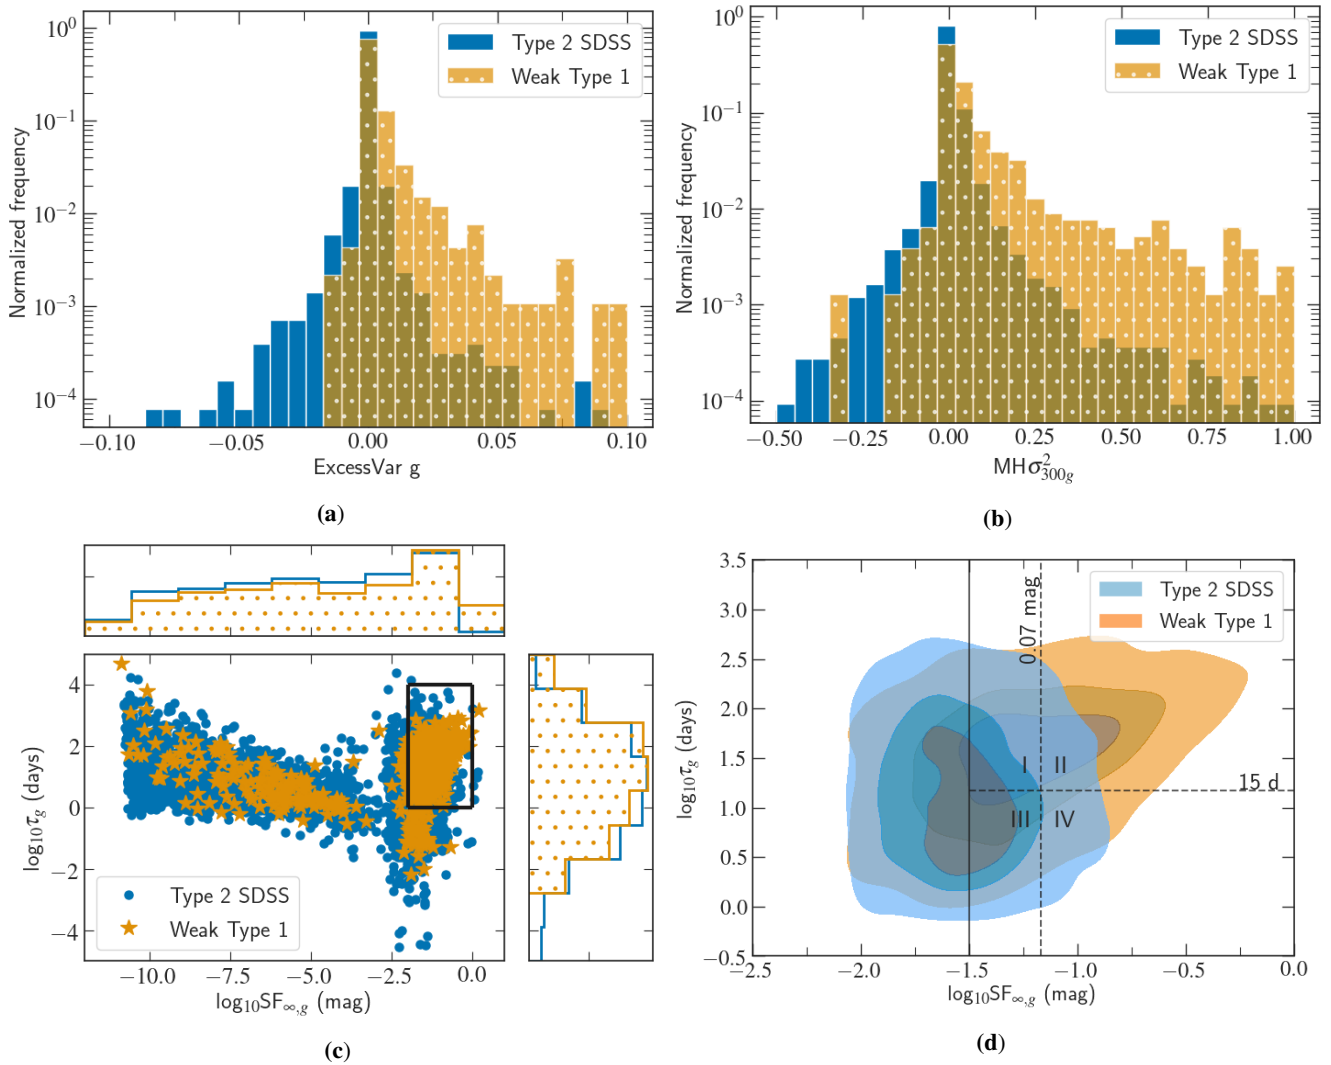 10⁰
10⁻¹
10⁻²
10⁻³
10⁻⁴
Normalized frequency
Type 2 SDSS
Weak Type 1
−0.10 −0.05 0.00 0.05 0.10
ExcessVar g
(a)
10⁰
10⁻¹
10⁻²
10⁻³
10⁻⁴
Normalized frequency
Type 2 SDSS
Weak Type 1
−0.50 −0.25 0.00 0.25 0.50 0.75 1.00
MHσ²₃₀₀g
(b)
4
2
0
−2
−4
log₁₀τg (days)
Type 2 SDSS
Weak Type 1
−10.0 −7.5 −5.0 −2.5 0.0
log₁₀SF∞,g (mag)
(c)
3.5
3.0
2.5
2.0
1.5
1.0
0.5
0.0
−0.5
log₁₀τg (days)
Type 2 SDSS
Weak Type 1
0.07 mag
I II
15 d
III IV
−2.5 −2.0 −1.5 −1.0 −0.5 0.0
log₁₀SF∞,g (mag)
(d)